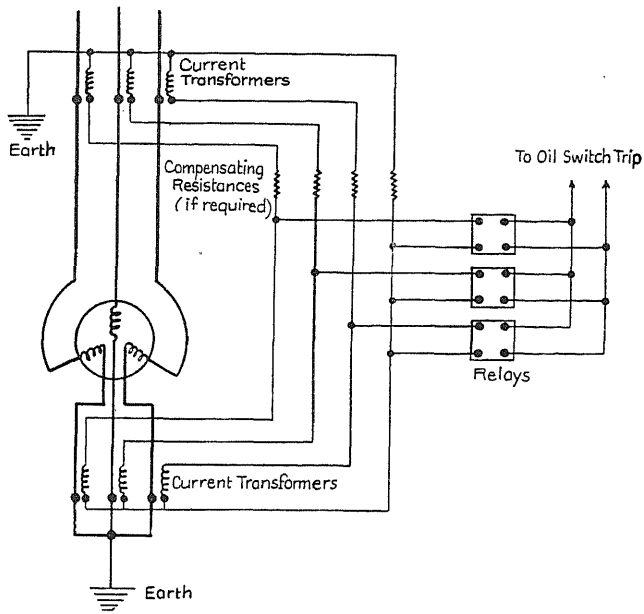 Current
Transformers
Earth
To Oil Switch Trip
Compensating
Resistances
(if required)
Relays
Current Transformers
Earth